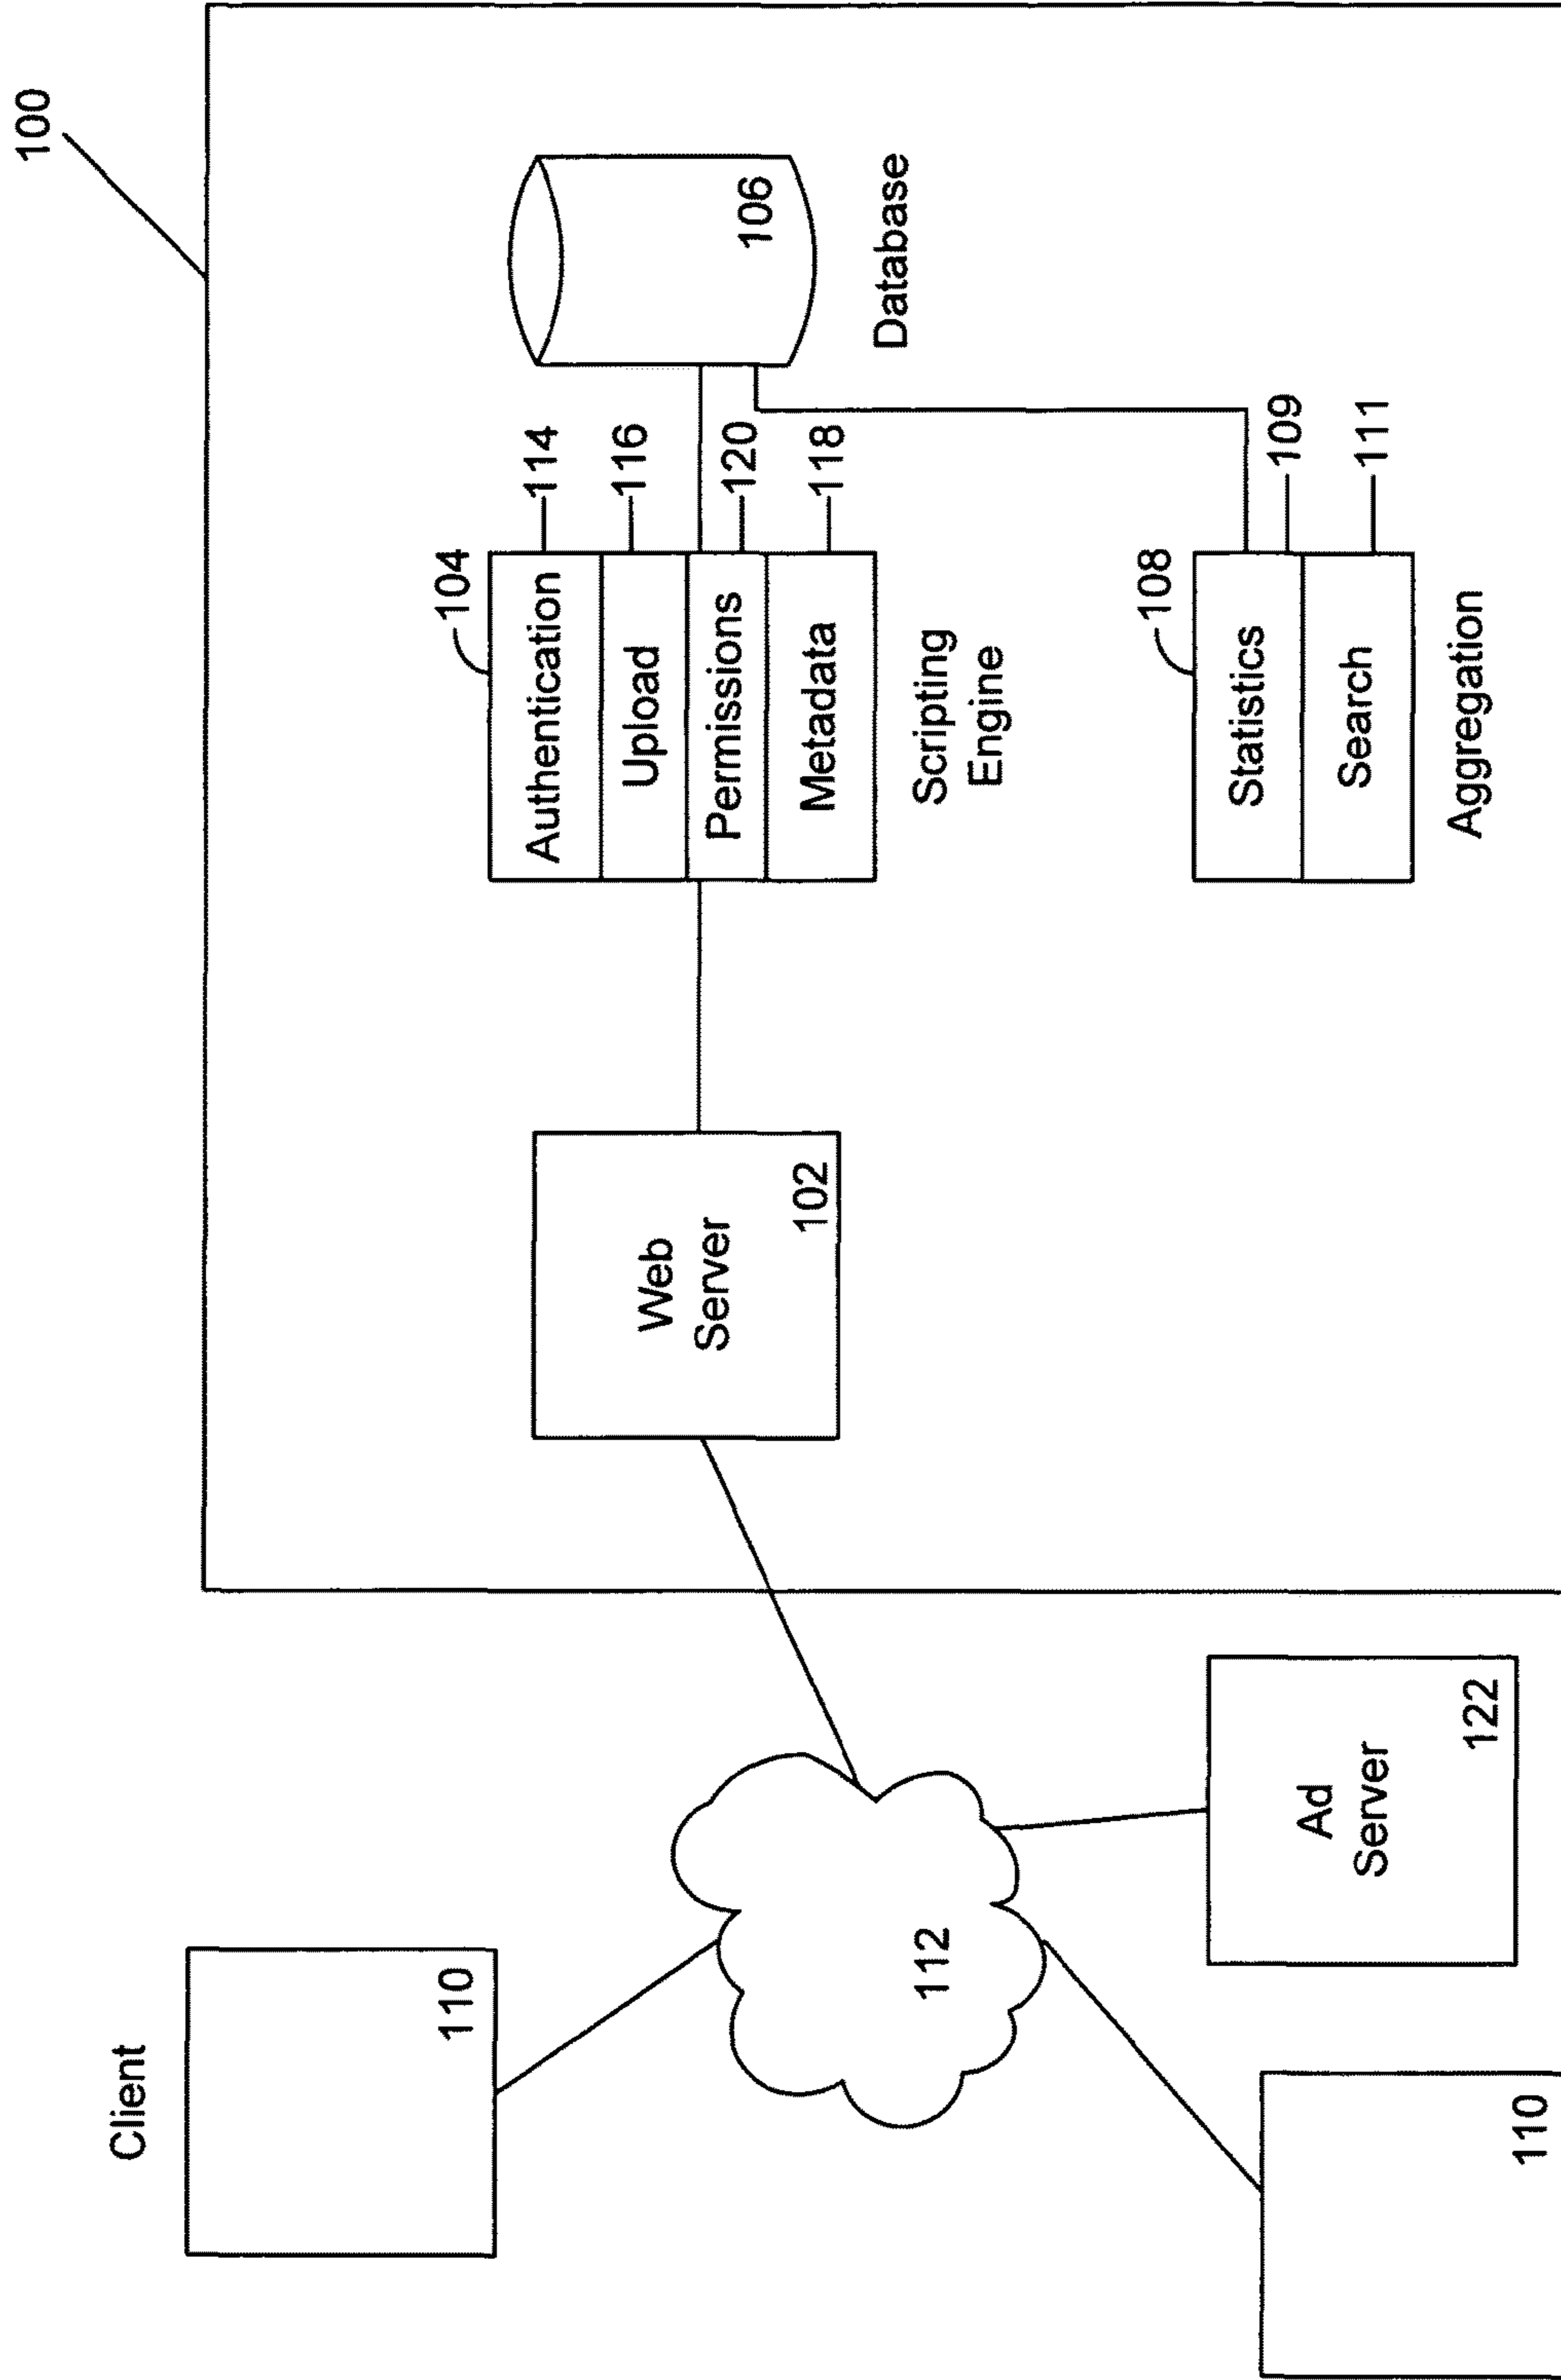 100
Client
110
112
110
Ad
Server
122
Web
Server
102
104
Authentication
114
Upload
116
Permissions
120
Metadata
118
Scripting
Engine
106
Database
108
Statistics
109
Search
111
Aggregation